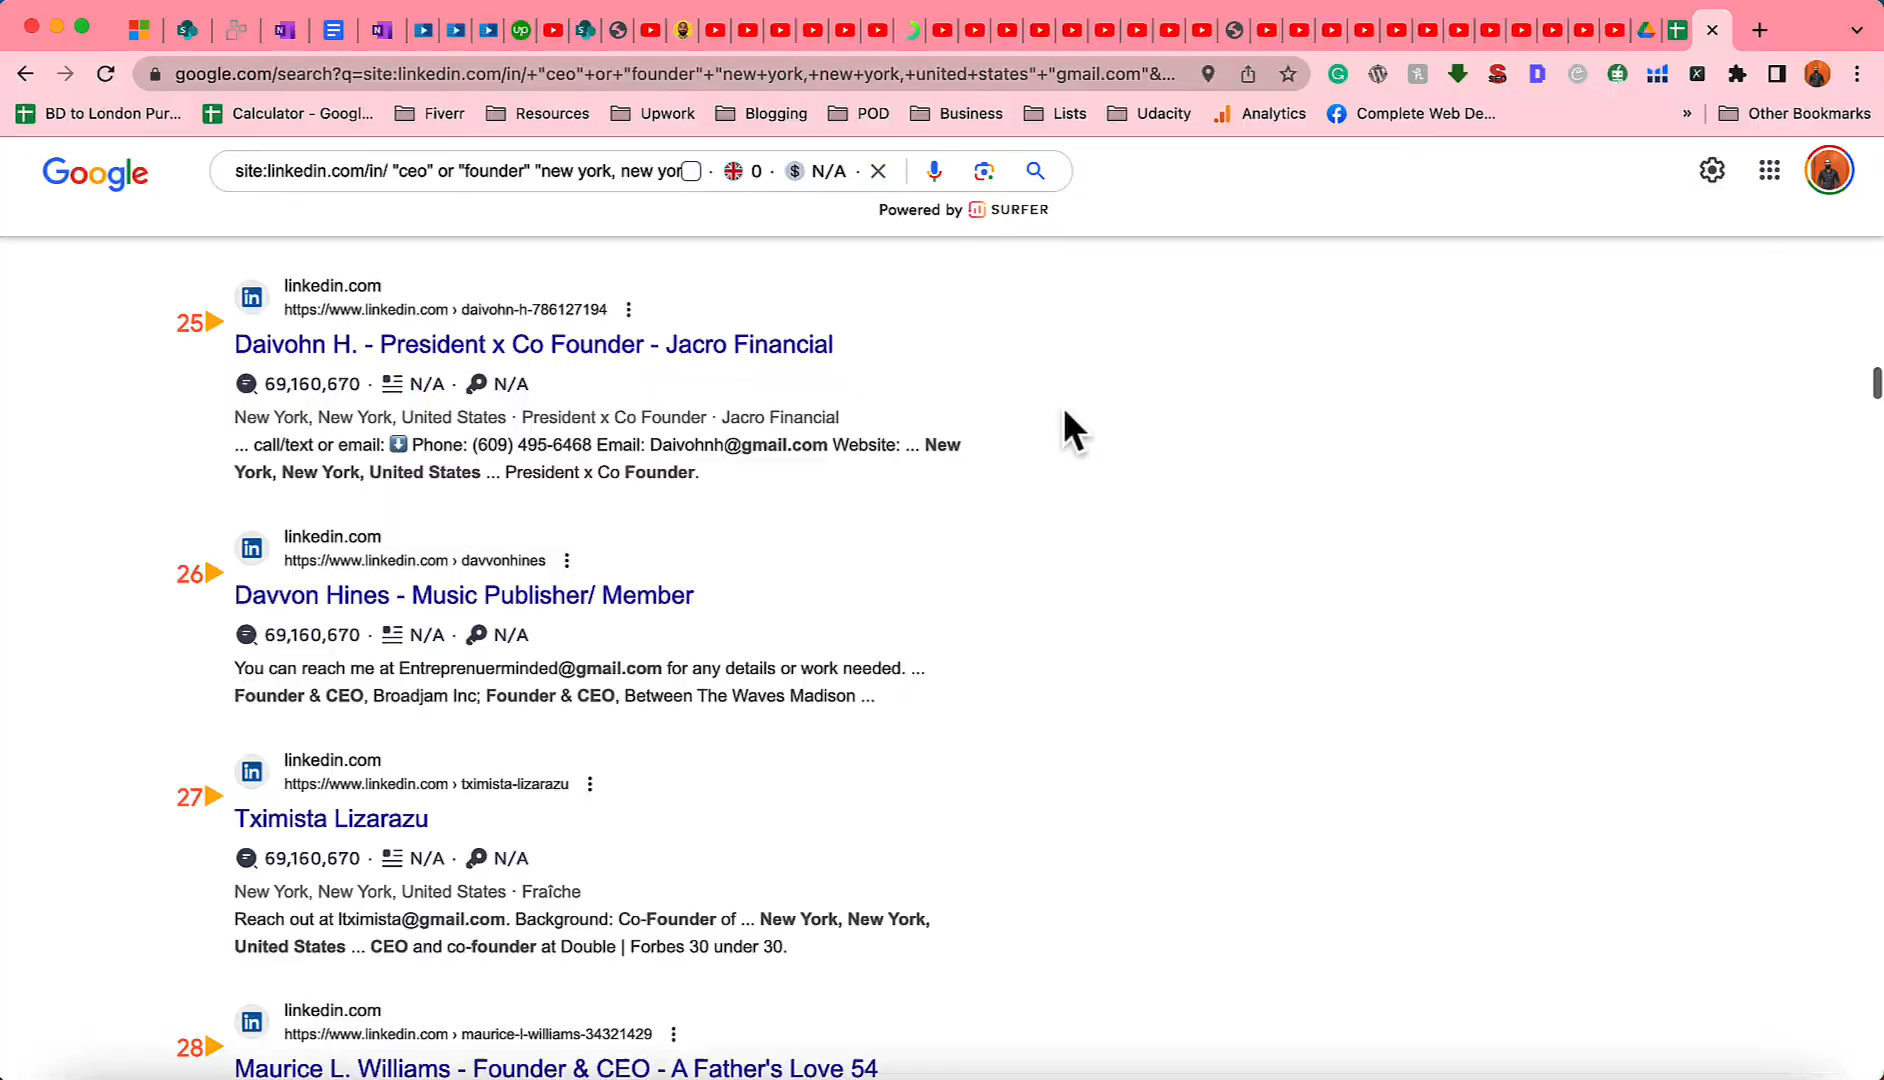 google.com/search?q=site:linkedin.com/in/+"ceo"+or+"founder"+"new+york,+new+york,+united+states"+"gmail.com"&...
BD to London Pur... Calculator - Googl... Fiverr Resources Upwork Blogging POD Business Lists Udacity Analytics Complete Web De... » Other Bookmarks
Google site:linkedin.com/in/ "ceo" or "founder" "new york, new yor · 0 · N/A ·
Powered by SURFER
linkedin.com
https://www.linkedin.com › daivohn-h-786127194
25
Daivohn H. - President x Co Founder - Jacro Financial
69,160,670 · N/A · N/A
New York, New York, United States · President x Co Founder · Jacro Financial
... call/text or email: ⬇️ Phone: (609) 495-6468 Email: Daivohnh@gmail.com Website: ... New
York, New York, United States ... President x Co Founder.
linkedin.com
https://www.linkedin.com › davvonhines
26
Davvon Hines - Music Publisher/ Member
69,160,670 · N/A · N/A
You can reach me at Entreprenuerminded@gmail.com for any details or work needed. ...
Founder & CEO, Broadjam Inc; Founder & CEO, Between The Waves Madison ...
linkedin.com
https://www.linkedin.com › tximista-lizarazu
27
Tximista Lizarazu
69,160,670 · N/A · N/A
New York, New York, United States · Fraîche
Reach out at ltximista@gmail.com. Background: Co-Founder of ... New York, New York,
United States ... CEO and co-founder at Double | Forbes 30 under 30.
linkedin.com
https://www.linkedin.com › maurice-l-williams-34321429
28
Maurice L. Williams - Founder & CEO - A Father's Love 54